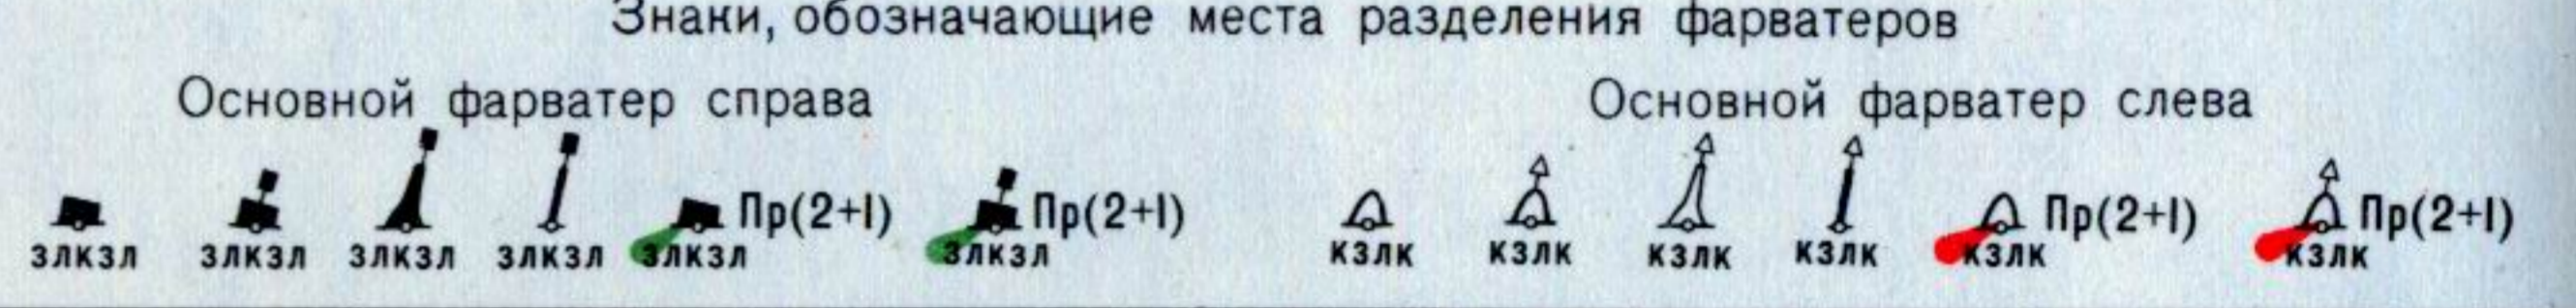 Знаки, обозначающие места разделения фарватеров
Основной фарватер справа
Основной фарватер слева
Пр(2+I) Пр(2+I)
злкзл злкзл злкзл злкзл злкзл злкзл
Пр(2+I) Пр(2+I)
кзлк кзлк кзлк кзлк кзлк кзлк